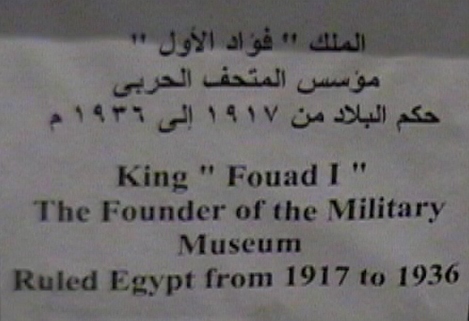 الملك " فؤاد الأول "
مؤسس المتحف الحربى
حكم البلاد من ١٩١٧ إلى ١٩٣٦ م
King " Fouad I "
The Founder of the Military
Museum
Ruled Egypt from 1917 to 1936